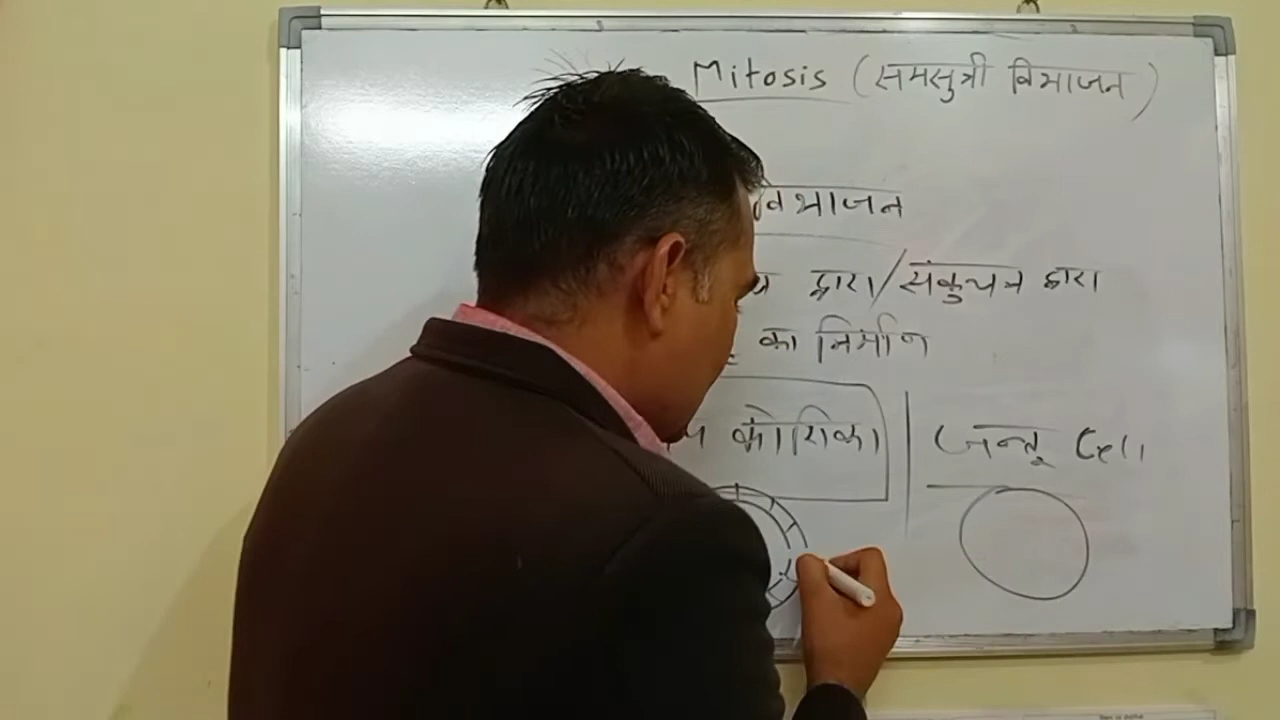 Mitosis (समसुत्री विभाजन)
विभाजन
द्वारा/संकुचन द्वारा
का निर्माण
कोशिका जन्तू Cell